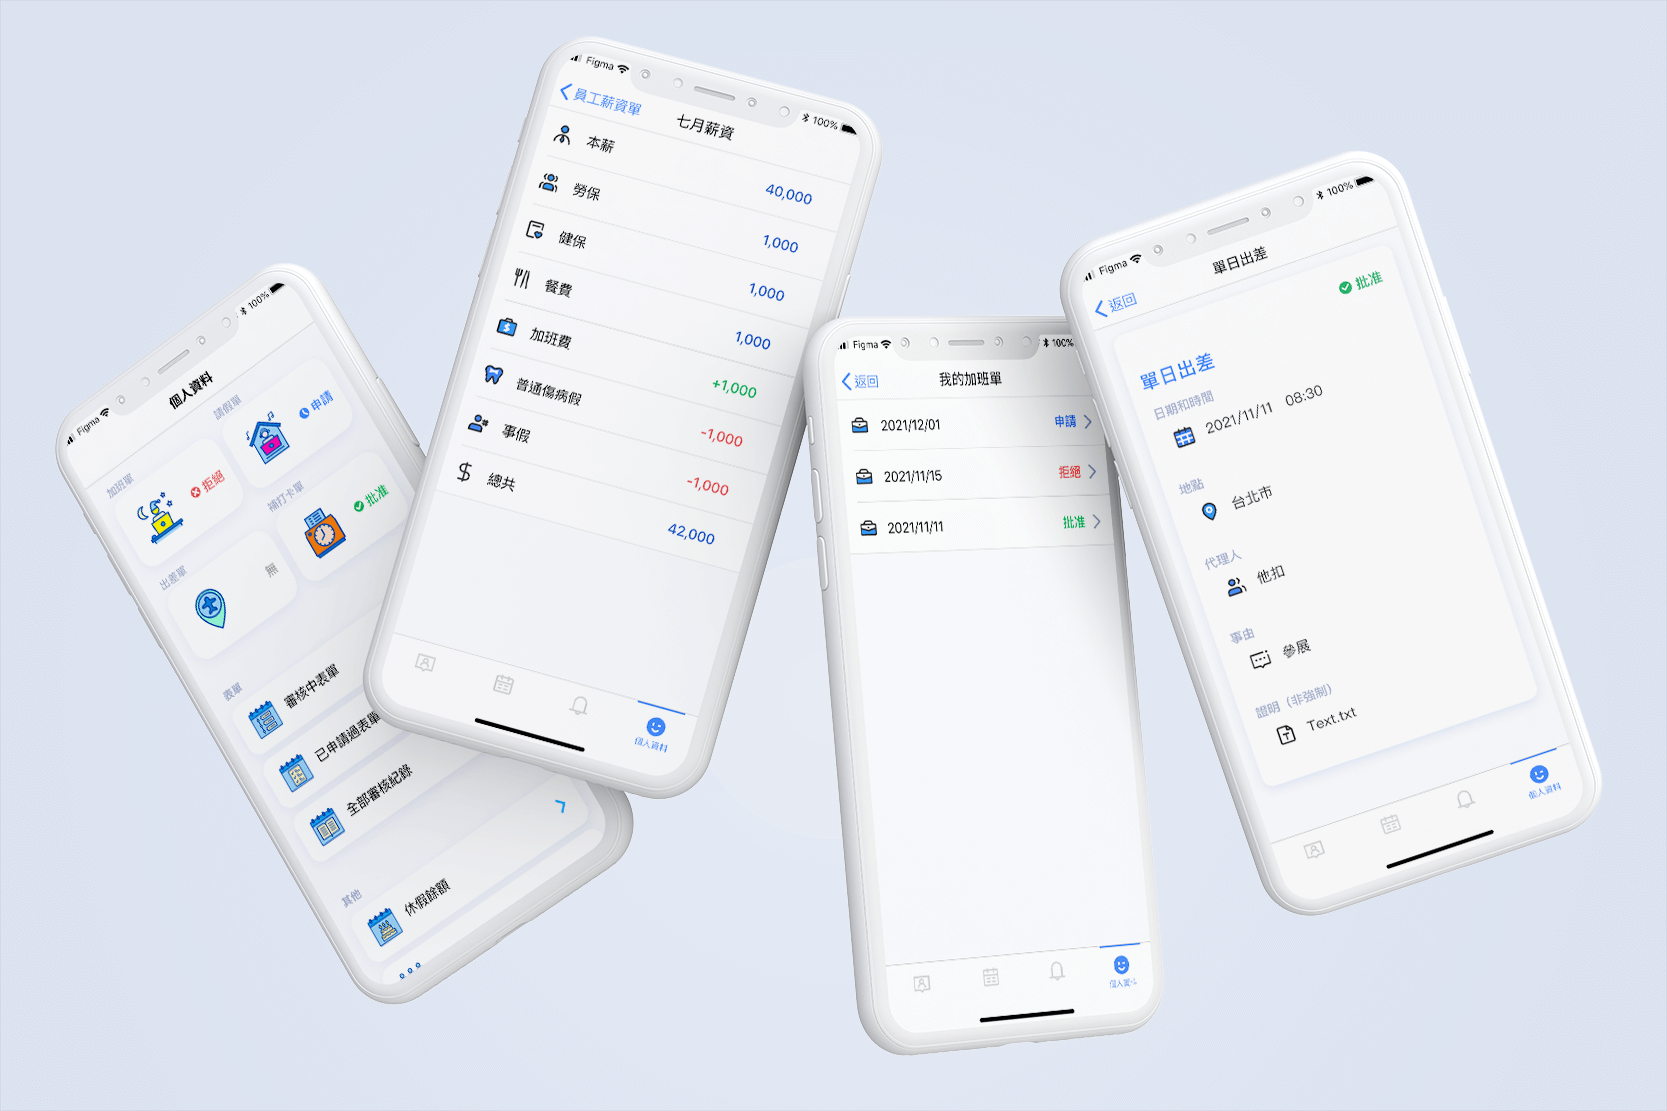 Figma
100%
個人資料
加班單
拒絕
請假單
申請
出差單
無
補打卡單
批准
表單
審核中表單
已申請過表單
全部審核紀錄
其他
休假餘額
Figma
100%
員工薪資單
七月薪資
本薪
40,000
勞保
1,000
健保
1,000
餐費
1,000
加班費
+1,000
普通傷病假
-1,000
事假
-1,000
總共
42,000
個人資料
Figma
100%
返回
我的加班單
2021/12/01
申請
2021/11/15
拒絕
2021/11/11
批准
個人資料
Figma
100%
返回
單日出差
批准
單日出差
日期和時間
2021/11/11 08:30
地點
台北市
代理人
他扣
事由
參展
證明（非強制）
Text.txt
個人資料